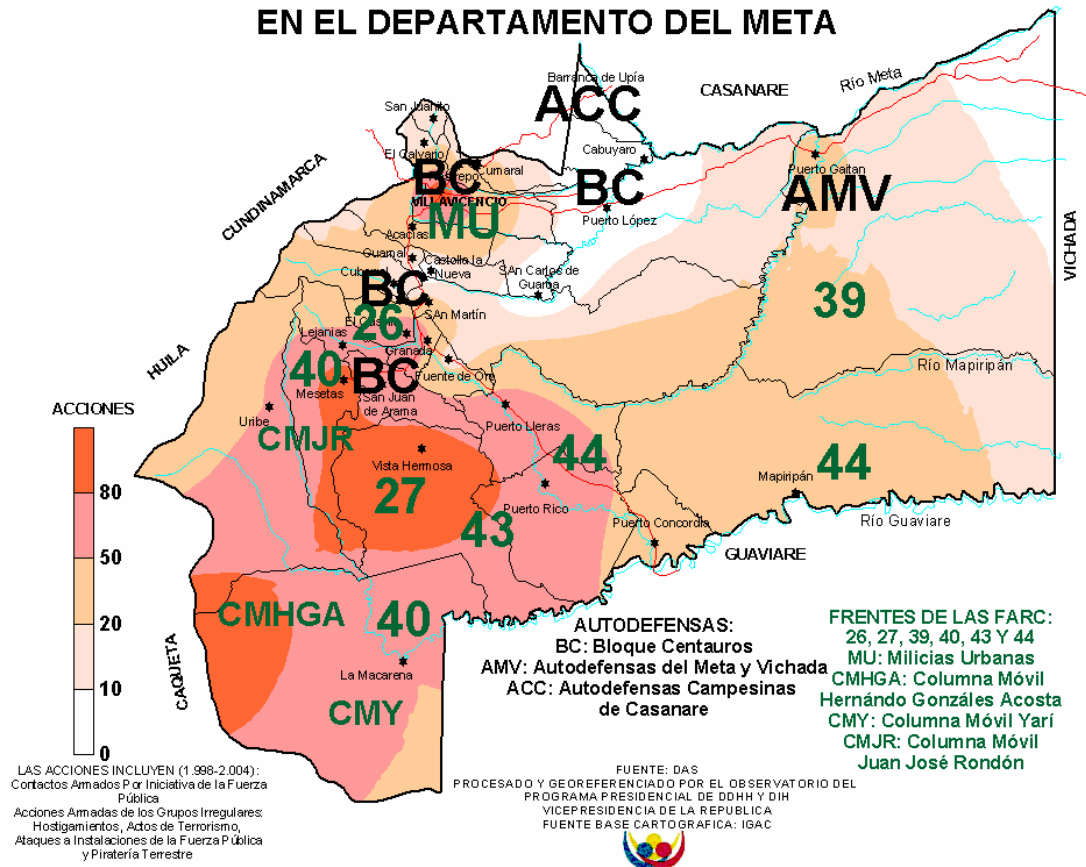 EN EL DEPARTAMENTO DEL META
Barranca de Upía
ACC
CASANARE
Río Meta
San Juanito
El Calvario
Cumaral
Cabuyaro
Puerto Gaitan
BC
BC
AMV
VILLAVICENCIO
Puerto López
MU
CUNDINAMARCA
Acacías
Guamal
Castolla la
Nueva
SAn Carlos de
Guaroa
VICHADA
Cubarral
BC
39
26
SAn Martín
Lejanias
Granada
HUILA
40
BC
Fuente de Oro
Río Mapiripán
Mesetas
San Juan
de Arama
ACCIONES
Uribe
CMJR
Puerto Lleras
44
44
Vista Hermosa
Mapiripán
27
Puerto Rico
43
Puerto Concordia
Río Guaviare
GUAVIARE
80
50
20
10
0
CMHGA
40
CAQUETA
La Macarena
CMY
AUTODEFENSAS:
BC: Bloque Centauros
AMV: Autodefensas del Meta y Vichada
ACC: Autodefensas Campesinas
de Casanare
FRENTES DE LAS FARC:
26, 27, 39, 40, 43 Y 44
MU: Milicias Urbanas
CMHGA: Columna Móvil
Hernándo Gonzáles Acosta
CMY: Columna Móvil Yarí
CMJR: Columna Móvil
Juan José Rondón
LAS ACCIONES INCLUYEN (1.998-2.004):
Contactos Armados Por Iniciativa de la Fuerza
Pública
Acciones Armadas de los Grupos Irregulares:
Hostigamientos, Actos de Terrorismo,
Ataques a Instalaciones de la Fuerza Pública
y Piratería Terrestre
FUENTE: DAS
PROCESADO Y GEOREFERENCIADO POR EL OBSERVATORIO DEL
PROGRAMA PRESIDENCIAL DE DDHH Y DIH
VICEPRESIDENCIA DE LA REPUBLICA
FUENTE BASE CARTOGRAFICA: IGAC